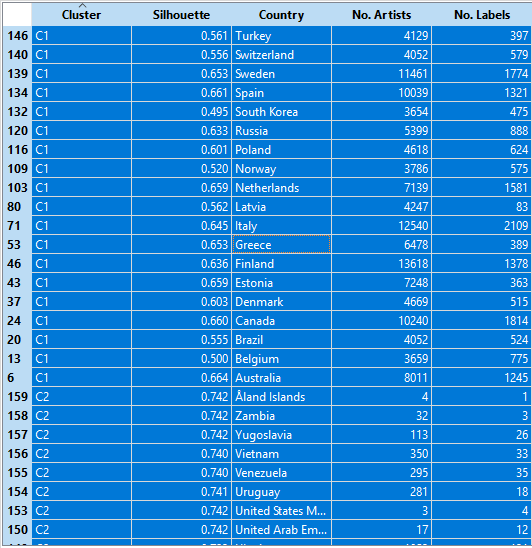 Cluster Silhouette Country No. Artists No. Labels
146 C1 0.561 Turkey 4129 397
140 C1 0.556 Switzerland 4052 579
139 C1 0.653 Sweden 11461 1774
134 C1 0.661 Spain 10039 1321
132 C1 0.495 South Korea 3654 475
120 C1 0.633 Russia 5399 888
116 C1 0.601 Poland 4618 624
109 C1 0.520 Norway 3786 575
103 C1 0.659 Netherlands 7139 1581
80 C1 0.562 Latvia 4247 83
71 C1 0.645 Italy 12540 2109
53 C1 0.653 Greece 6478 389
46 C1 0.636 Finland 13618 1378
43 C1 0.659 Estonia 7248 363
37 C1 0.603 Denmark 4669 515
24 C1 0.660 Canada 10240 1814
20 C1 0.555 Brazil 4052 524
13 C1 0.500 Belgium 3659 775
6 C1 0.664 Australia 8011 1245
159 C2 0.742 Åland Islands 4 1
158 C2 0.742 Zambia 32 3
157 C2 0.742 Yugoslavia 113 26
156 C2 0.740 Vietnam 350 33
155 C2 0.740 Venezuela 295 35
154 C2 0.741 Uruguay 281 18
153 C2 0.742 United States M... 3 4
150 C2 0.742 United Arab Em... 17 12